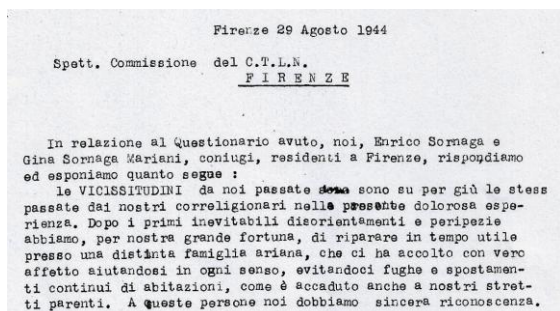 Firenze 29 Agosto 1944
Spett. Commissione del C.T.L.N.
FIRENZE
In relazione al Questionario avuto, noi, Enrico Sornaga e
Gina Sornaga Mariani, coniugi, residenti a Firenze, rispondiamo
ed esponiamo quanto segue :
le VICISSITUDINI da noi passate sono su per giù le stess
passate dai nostri correligionari nella presente dolorosa espe-
rienza. Dopo i primi inevitabili disorientamenti e peripezie
abbiamo, per nostra grande fortuna, di riparare in tempo utile
presso una distinta famiglia ariana, che ci ha accolto con vero
affetto aiutandosi in ogni senso, evitandoci fughe e spostamen-
ti continui di abitazioni, come è accaduto anche a nostri stret-
ti parenti. A queste persone noi dobbiamo sincera riconoscenza.